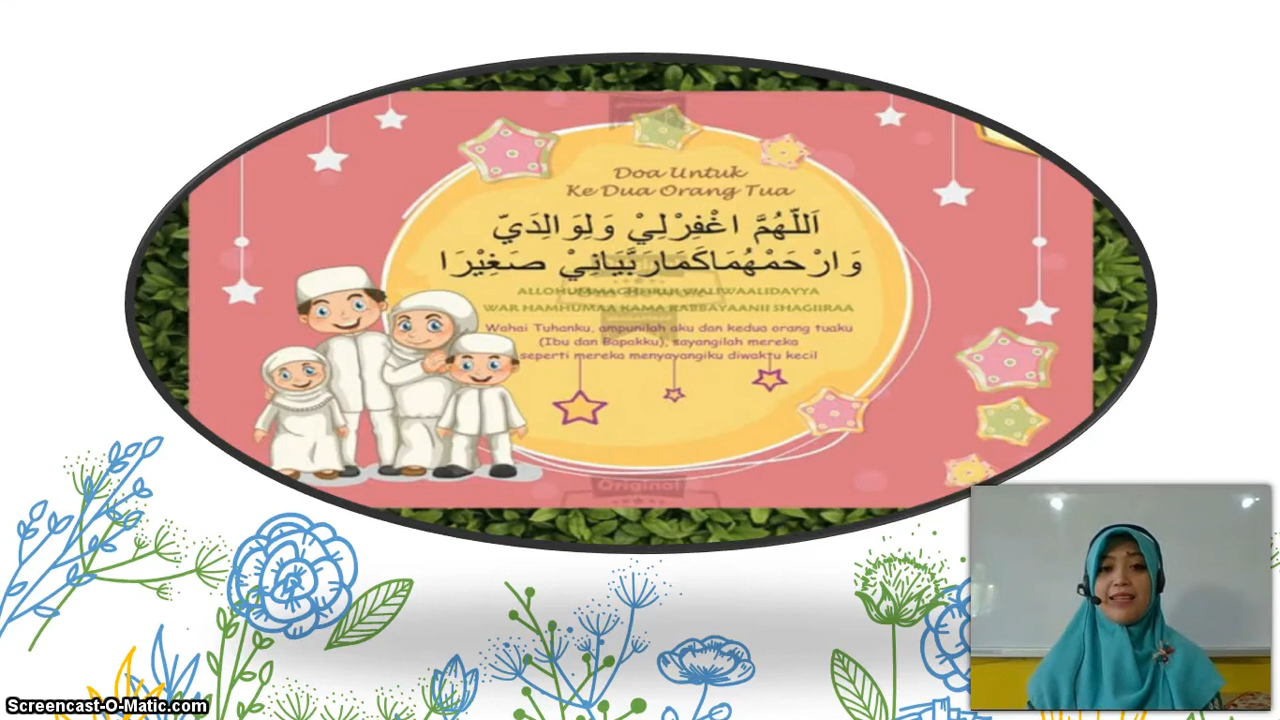 Doa Untuk
Ke Dua Orang Tua
اَللّٰهُمَّ اغْفِرْلِيْ وَلِوَالِدَيَّ
وَارْحَمْهُمَاكَمَارَبَّيَانِيْ صَغِيْرَا
ALLOHUMMAGHFIRLII WALIWAALIDAYYA
WAR HAMHUMAA KAMA RABBAYAANII SHAGIIRAA
Wahai Tuhanku, ampunilah aku dan kedua orang tuaku
(Ibu dan Bapakku), sayangilah mereka
seperti mereka menyayangiku diwaktu kecil
Original
Screencast-O-Matic.com